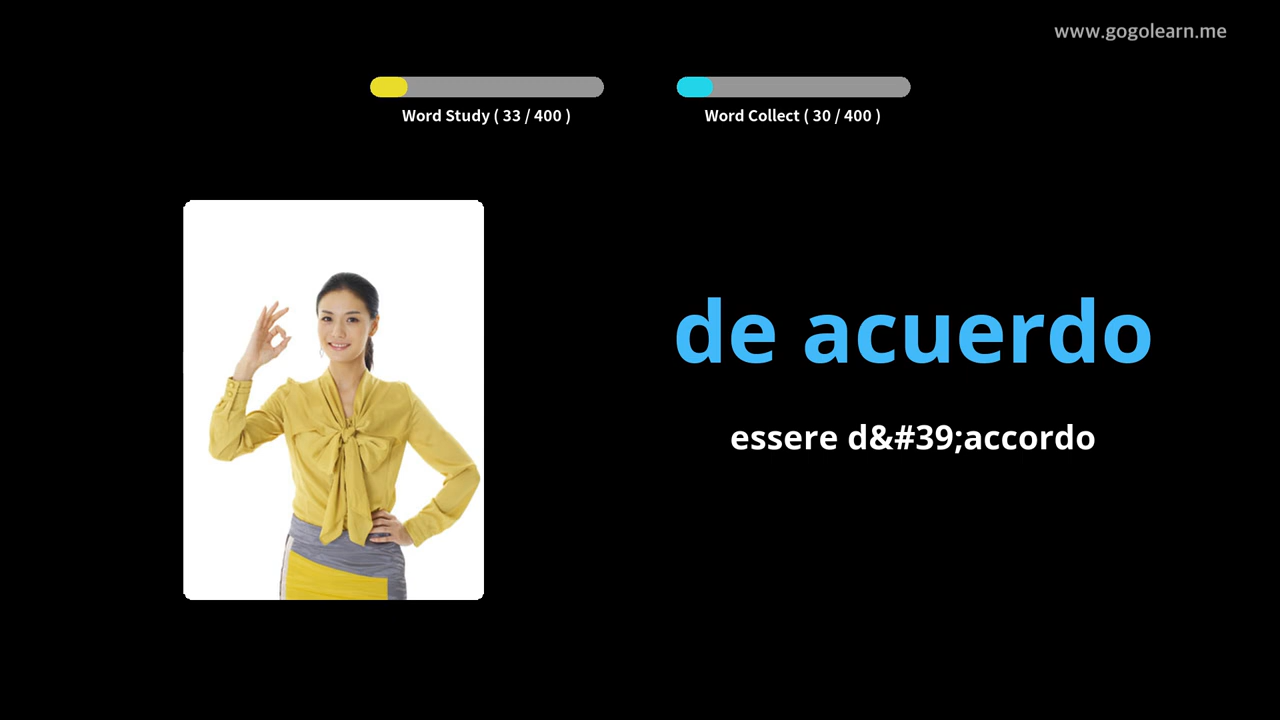 www.gogolearn.me
Word Study ( 33 / 400 )
Word Collect ( 30 / 400 )
de acuerdo
essere d&#39;accordo